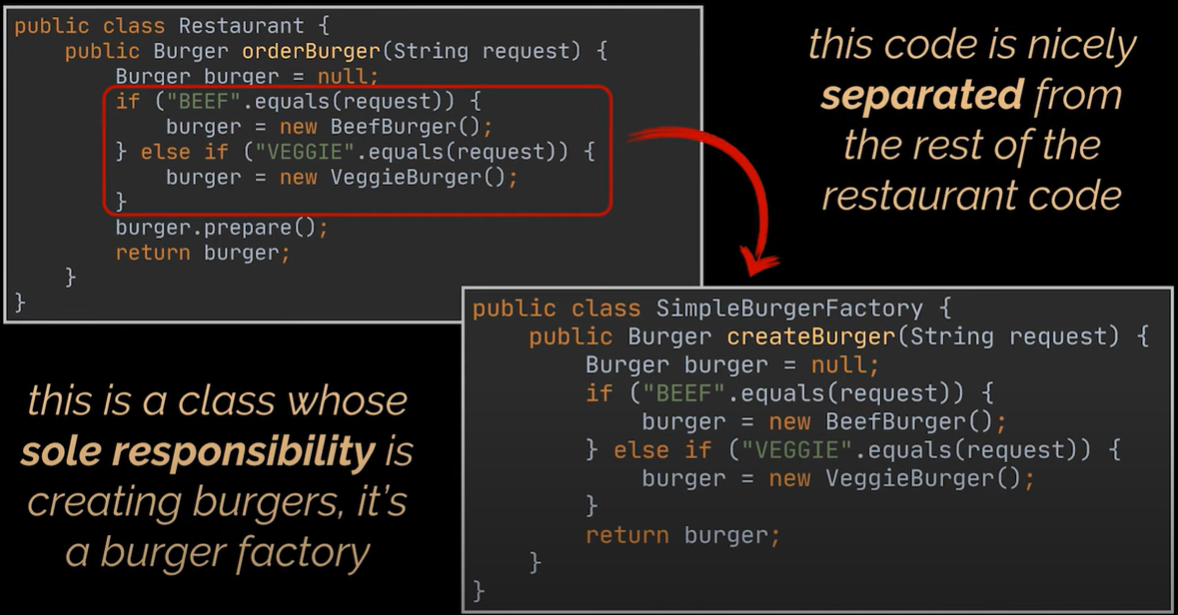 public class Restaurant {
    public Burger orderBurger(String request) {
        Burger burger = null;
        if ("BEEF".equals(request)) {
            burger = new BeefBurger();
        } else if ("VEGGIE".equals(request)) {
            burger = new VeggieBurger();
        }
        burger.prepare();
        return burger;
    }
}
this code is nicely
separated from
the rest of the
restaurant code
this is a class whose
sole responsibility is
creating burgers, it's
a burger factory
public class SimpleBurgerFactory {
    public Burger createBurger(String request) {
        Burger burger = null;
        if ("BEEF".equals(request)) {
            burger = new BeefBurger();
        } else if ("VEGGIE".equals(request)) {
            burger = new VeggieBurger();
        }
        return burger;
    }
}